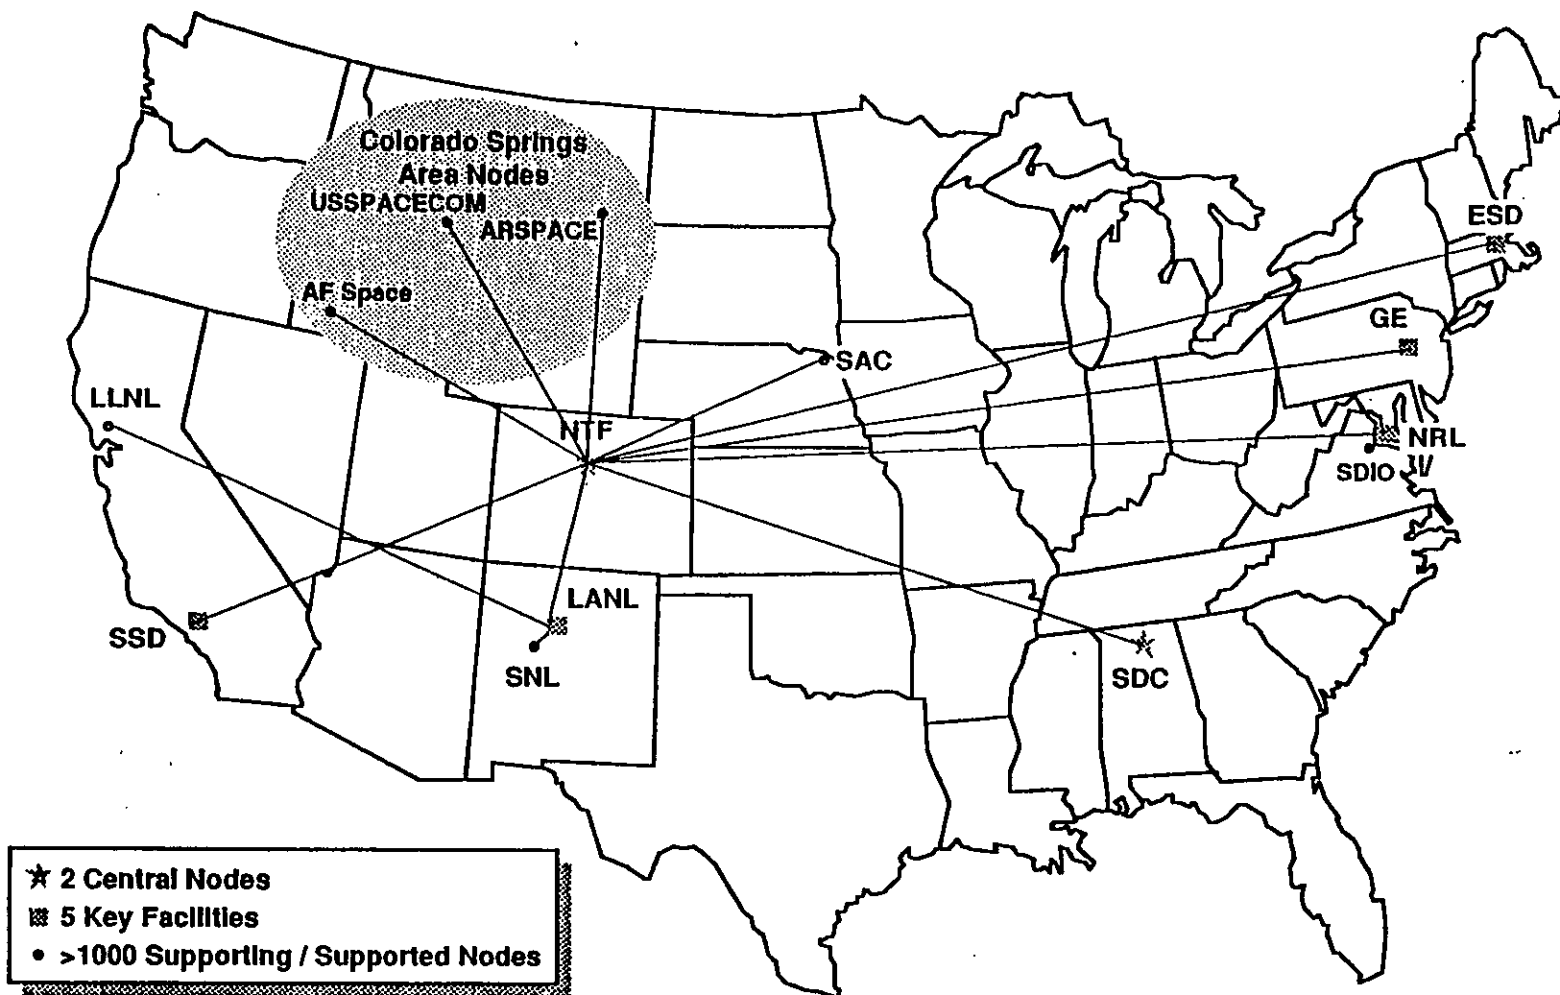 Colorado Springs
Area Nodes
USSPACECOM
ARSPACE
AF Space
ESD
GE
SAC
LLNL
NTF
NRL
SDIO
LANL
SSD
SNL
SDC
2 Central Nodes
5 Key Facilities
>1000 Supporting / Supported Nodes